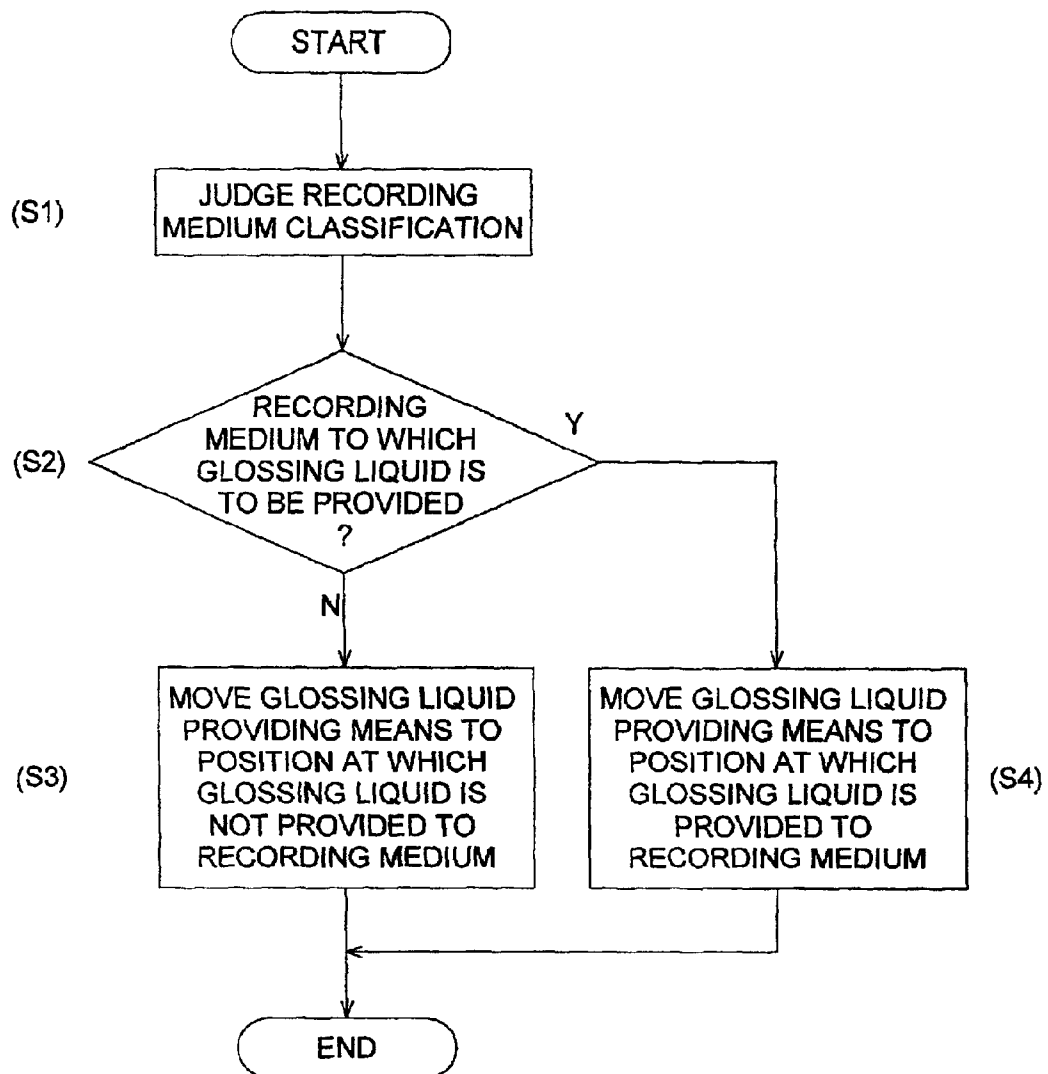 START
(S1)
JUDGE RECORDING
MEDIUM CLASSIFICATION
(S2)
RECORDING
MEDIUM TO WHICH
GLOSSING LIQUID IS
TO BE PROVIDED
?
Y
N
(S3)
MOVE GLOSSING LIQUID
PROVIDING MEANS TO
POSITION AT WHICH
GLOSSING LIQUID IS
NOT PROVIDED TO
RECORDING MEDIUM
MOVE GLOSSING LIQUID
PROVIDING MEANS TO
POSITION AT WHICH
GLOSSING LIQUID IS
PROVIDED TO
RECORDING MEDIUM
(S4)
END